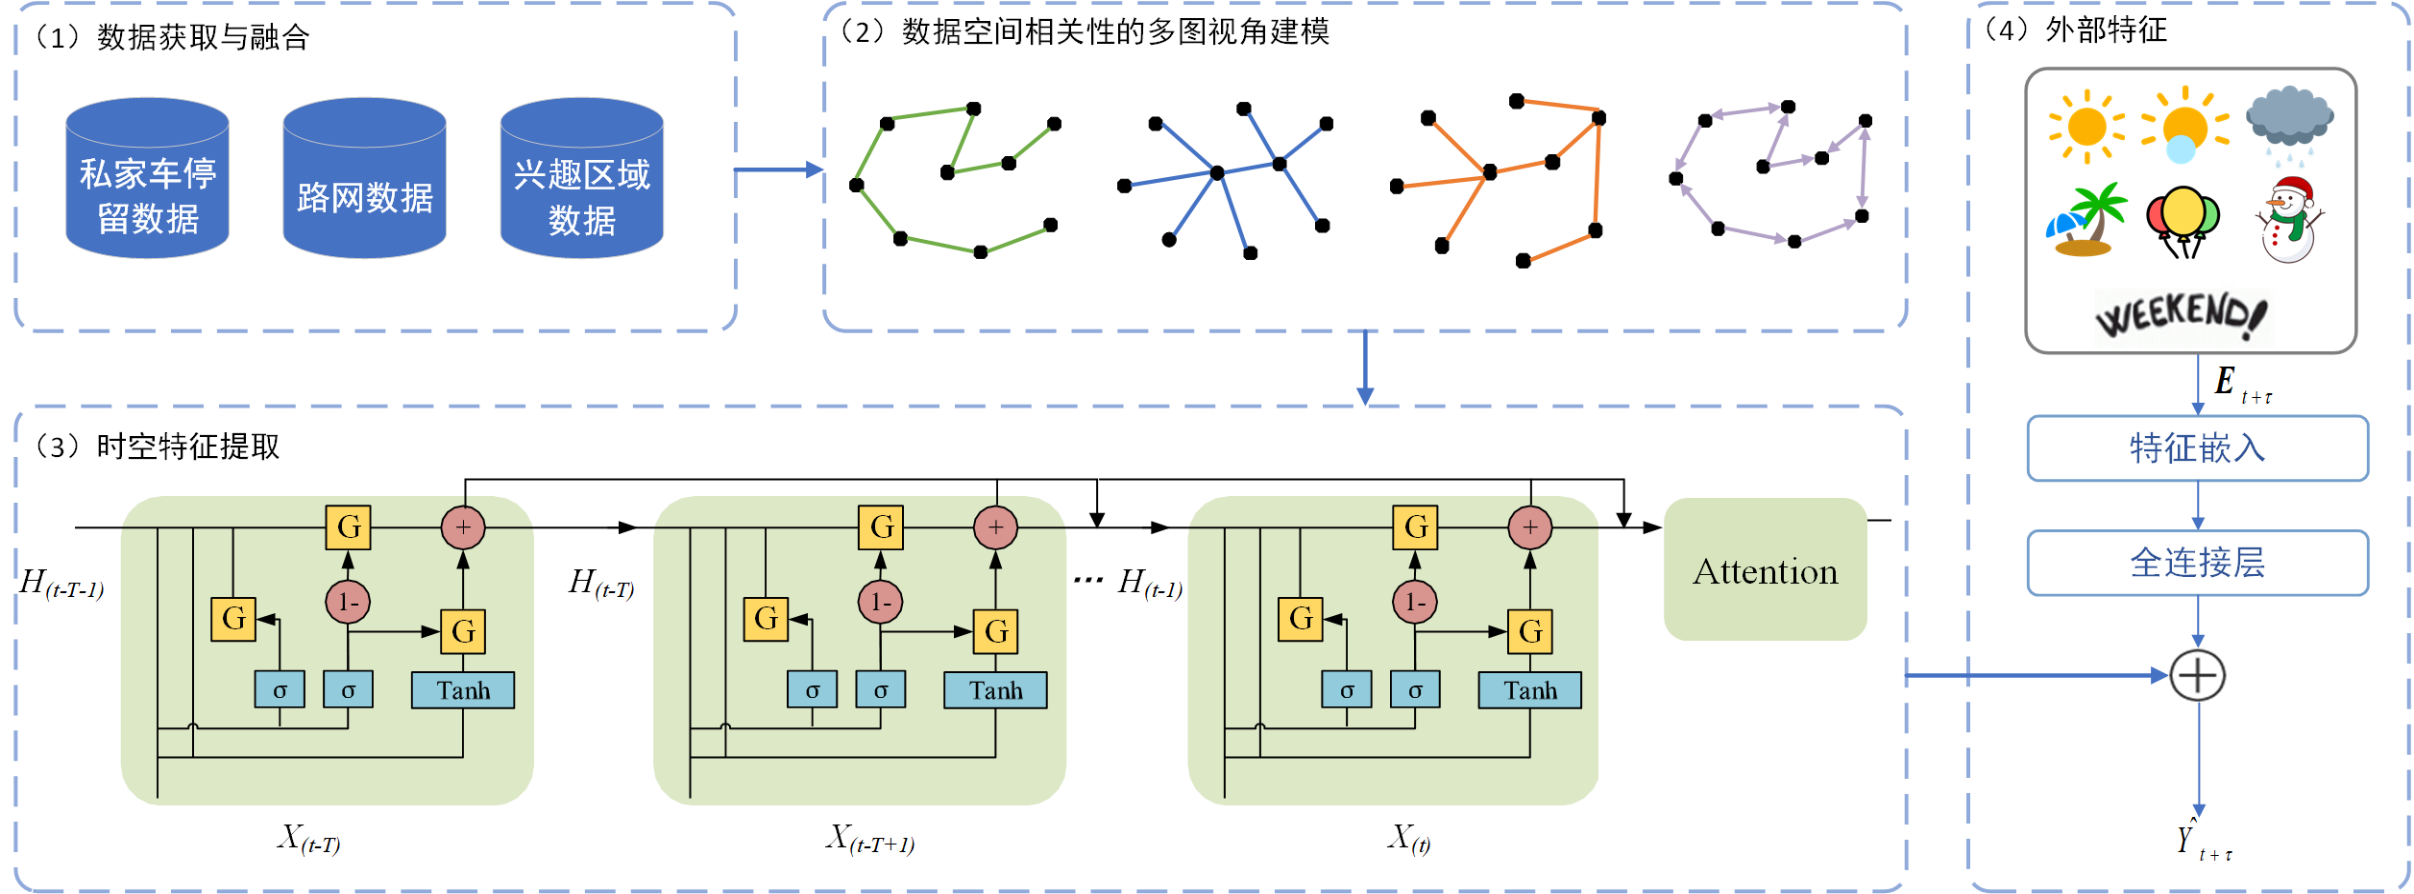 （1）数据获取与融合
私家车停
留数据
路网数据
兴趣区域
数据
（2）数据空间相关性的多图视角建模
（4）外部特征
WEEKEND!
E t+τ
特征嵌入
全连接层
Ŷ t+τ
（3）时空特征提取
H(t-T-1)
G
+
G
1-
G
σ
σ
Tanh
X(t-T)
H(t-T)
G
+
G
1-
G
σ
σ
Tanh
X(t-T+1)
...
H(t-1)
G
+
G
1-
G
σ
σ
Tanh
X(t)
Attention